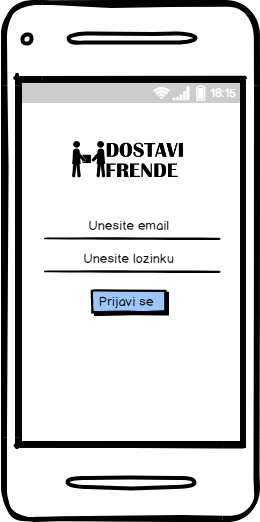 18:15
DOSTAVI
FRENDE
Unesite email
Unesite lozinku
Prijavi se